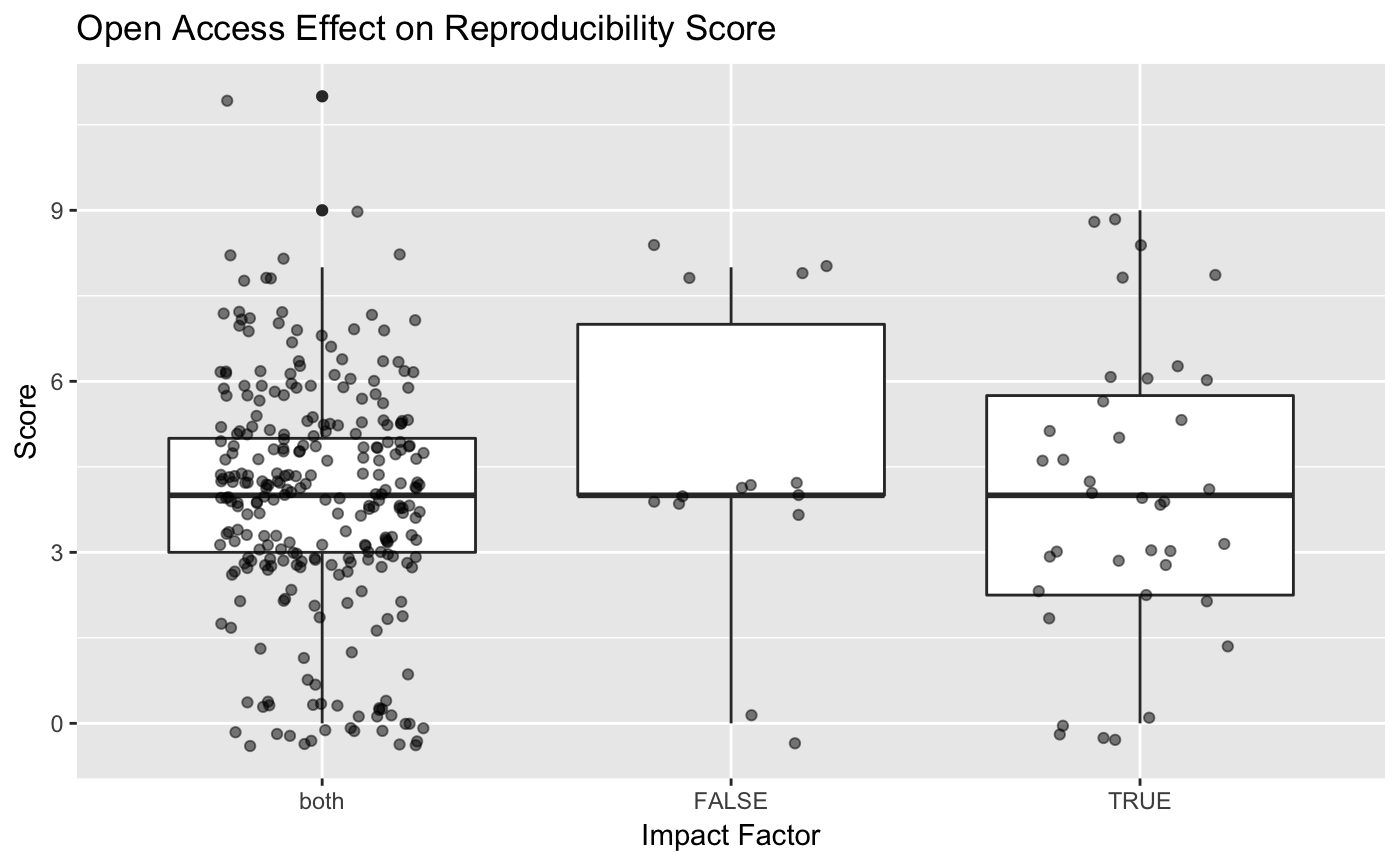 Open Access Effect on Reproducibility Score
Score
9
6
3
0
both FALSE TRUE
Impact Factor